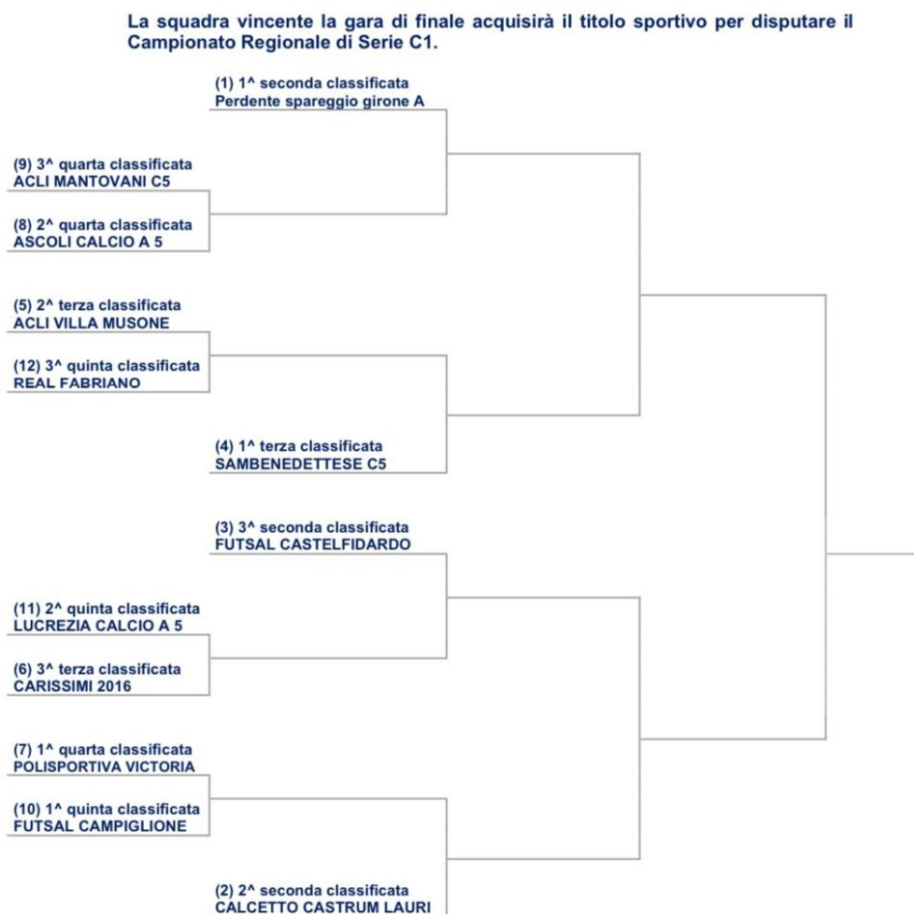 La squadra vincente la gara di finale acquisirà il titolo sportivo per disputare il
Campionato Regionale di Serie C1.
(1) 1^ seconda classificata
Perdente spareggio girone A
(9) 3^ quarta classificata
ACLI MANTOVANI C5
(8) 2^ quarta classificata
ASCOLI CALCIO A 5
(5) 2^ terza classificata
ACLI VILLA MUSONE
(12) 3^ quinta classificata
REAL FABRIANO
(4) 1^ terza classificata
SAMBENEDETTESE C5
(3) 3^ seconda classificata
FUTSAL CASTELFIDARDO
(11) 2^ quinta classificata
LUCREZIA CALCIO A 5
(6) 3^ terza classificata
CARISSIMI 2016
(7) 1^ quarta classificata
POLISPORTIVA VICTORIA
(10) 1^ quinta classificata
FUTSAL CAMPIGLIONE
(2) 2^ seconda classificata
CALCETTO CASTRUM LAURI